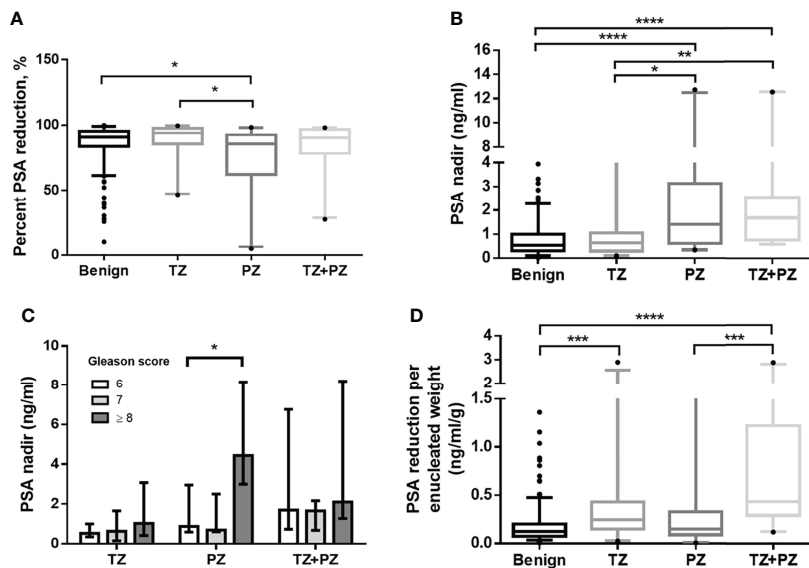 A
Percent PSA reduction, %
150
100
50
0
*
*
Benign TZ PZ TZ+PZ
B
PSA nadir (ng/ml)
16
14
12
10
8
6
4
4
3
2
1
0
****
****
**
*
Benign TZ PZ TZ+PZ
C
PSA nadir (ng/ml)
10
8
6
4
2
0
Gleason score
6
7
≥ 8
*
TZ PZ TZ+PZ
D
PSA reduction per
enucleated weight
(ng/ml/g)
4
3
2
1.0
0.5
0.0
****
***
***
Benign TZ PZ TZ+PZ